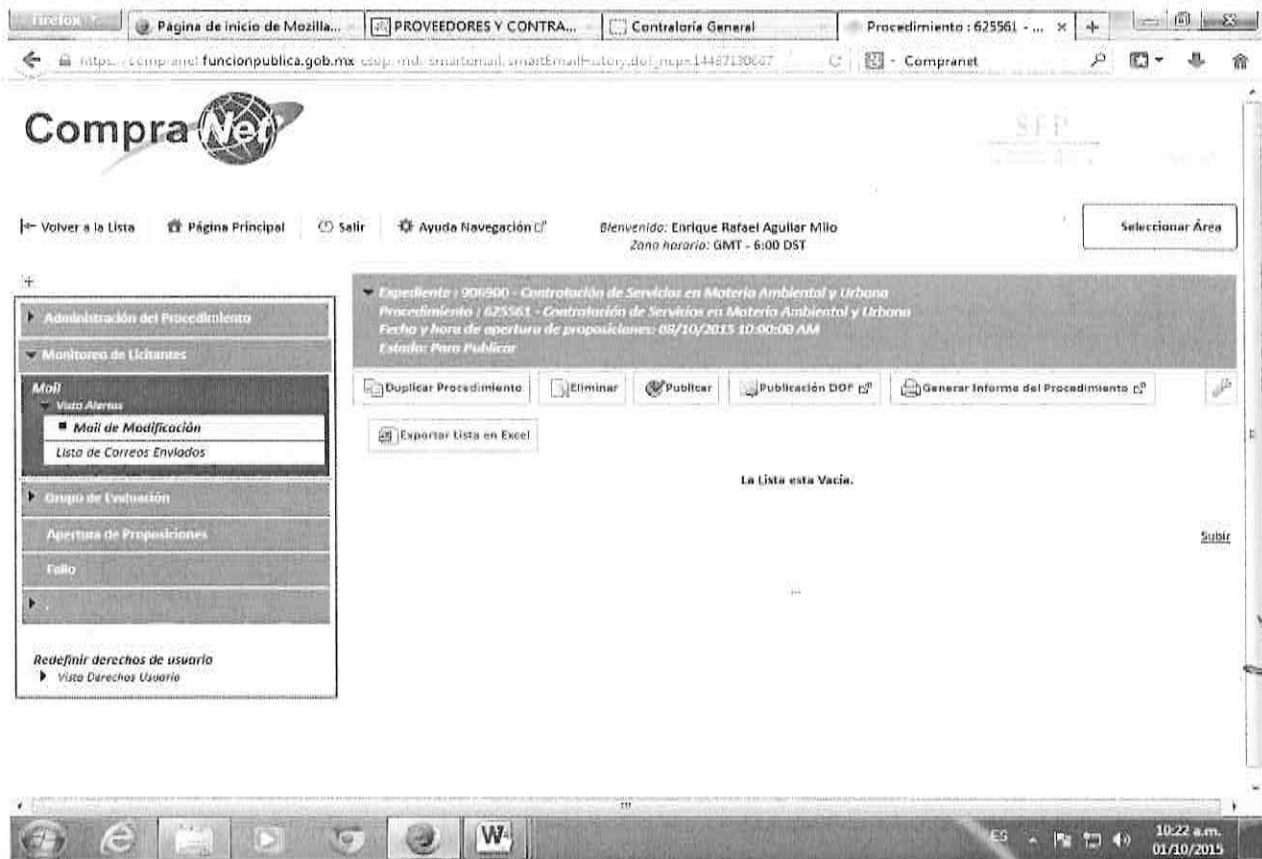 Firefox
Página de inicio de Mozilla...
PROVEEDORES Y CONTRA...
Contraloría General
Procedimiento : 625561 - ...
funcionpublica.gob.mx
Compranet
CompraNet
SFP
Volver a la Lista
Página Principal
Salir
Ayuda Navegación
Bienvenido: Enrique Rafael Aguilar Milo
Zona horario: GMT - 6:00 DST
Seleccionar Área
Administración del Procedimiento
Monitoreo de Licitantes
Mail
Vista Alertas
Mail de Modificación
Lista de Correos Enviados
Grupo de Evaluación
Apertura de Proposiciones
Fallo
Redefinir derechos de usuario
Vista Derechos Usuario
Expediente : 906900 - Contratación de Servicios en Materia Ambiental y Urbana
Procedimiento : 625561 - Contratación de Servicios en Materia Ambiental y Urbana
Fecha y hora de apertura de proposiciones: 08/10/2015 10:00:00 AM
Estado: Para Publicar
Duplicar Procedimiento
Eliminar
Publicar
Publicación DOF
Generar Informe del Procedimiento
Exportar Lista en Excel
La Lista esta Vacia.
Subir
ES
10:22 a.m.
01/10/2015